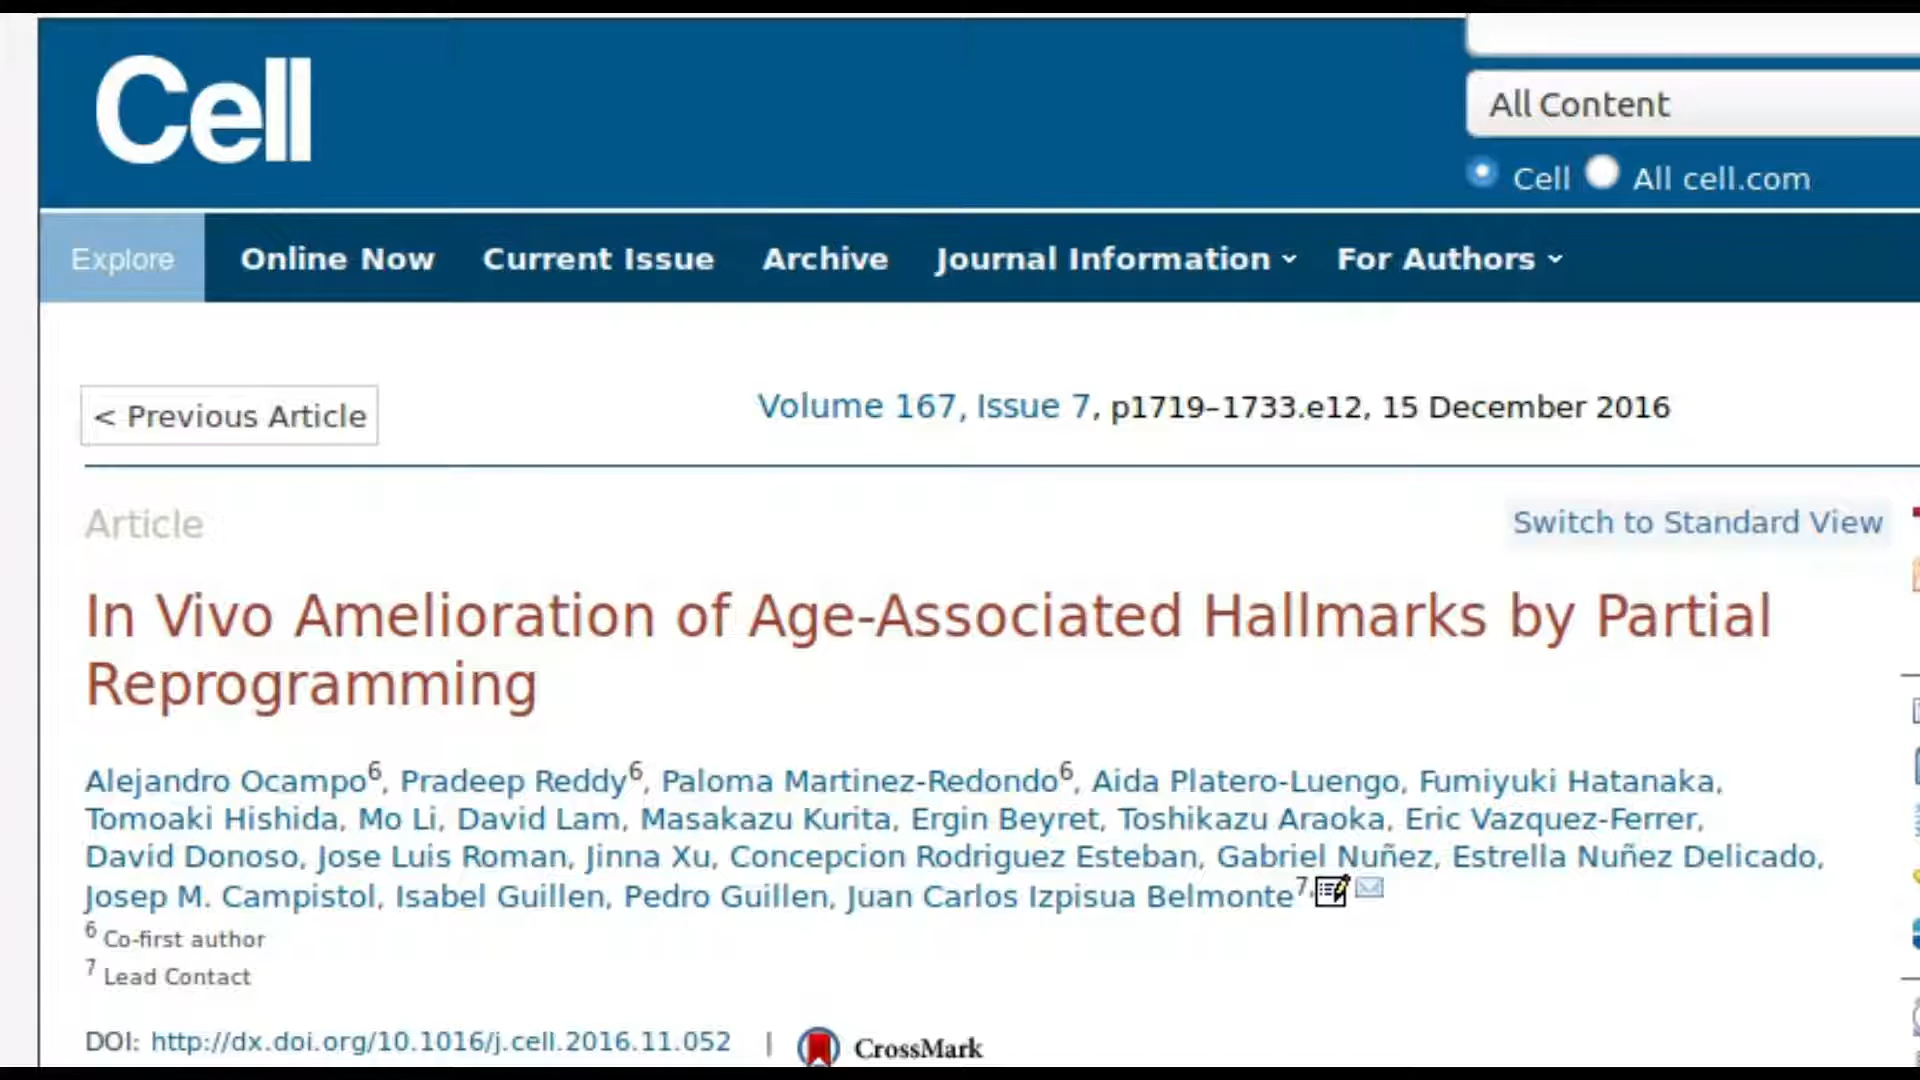 Cell
All Content
Cell All cell.com
Explore Online Now Current Issue Archive Journal Information For Authors
< Previous Article Volume 167, Issue 7, p1719–1733.e12, 15 December 2016
Article Switch to Standard View
In Vivo Amelioration of Age-Associated Hallmarks by Partial
Reprogramming
Alejandro Ocampo6, Pradeep Reddy6, Paloma Martinez-Redondo6, Aida Platero-Luengo, Fumiyuki Hatanaka,
Tomoaki Hishida, Mo Li, David Lam, Masakazu Kurita, Ergin Beyret, Toshikazu Araoka, Eric Vazquez-Ferrer,
David Donoso, Jose Luis Roman, Jinna Xu, Concepcion Rodriguez Esteban, Gabriel Nuñez, Estrella Nuñez Delicado,
Josep M. Campistol, Isabel Guillen, Pedro Guillen, Juan Carlos Izpisua Belmonte7,
6 Co-first author
7 Lead Contact
DOI: http://dx.doi.org/10.1016/j.cell.2016.11.052 | CrossMark